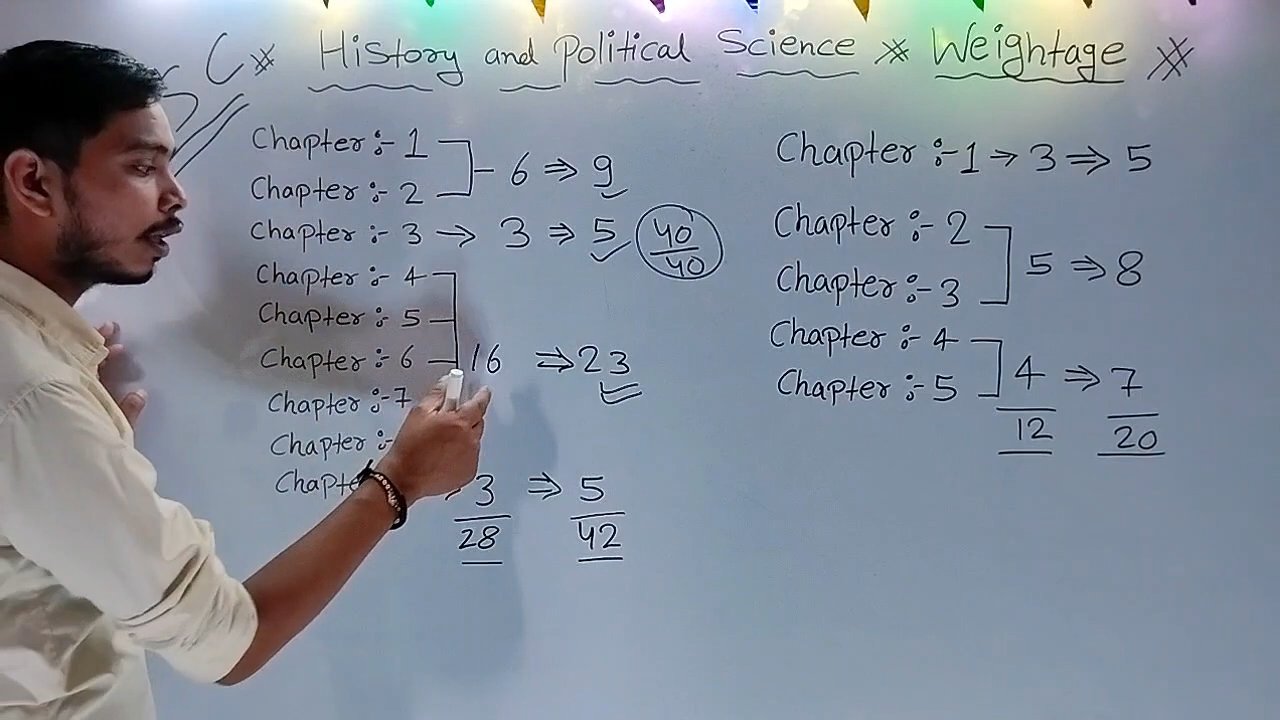 C * History and Political Science ** Weightage **
Chapter :- 1
Chapter :- 2
6 ⇒ 9
Chapter :- 3 → 3 ⇒ 5
40/40
Chapter :- 4
Chapter :- 5
Chapter :- 6
16 ⇒ 23
Chapter :- 7
Chapter :-
3 ⇒ 5
28 42
Chapter :- 1 → 3 ⇒ 5
Chapter :- 2
Chapter :- 3
5 ⇒ 8
Chapter :- 4
Chapter :- 5
4 ⇒ 7
12 20